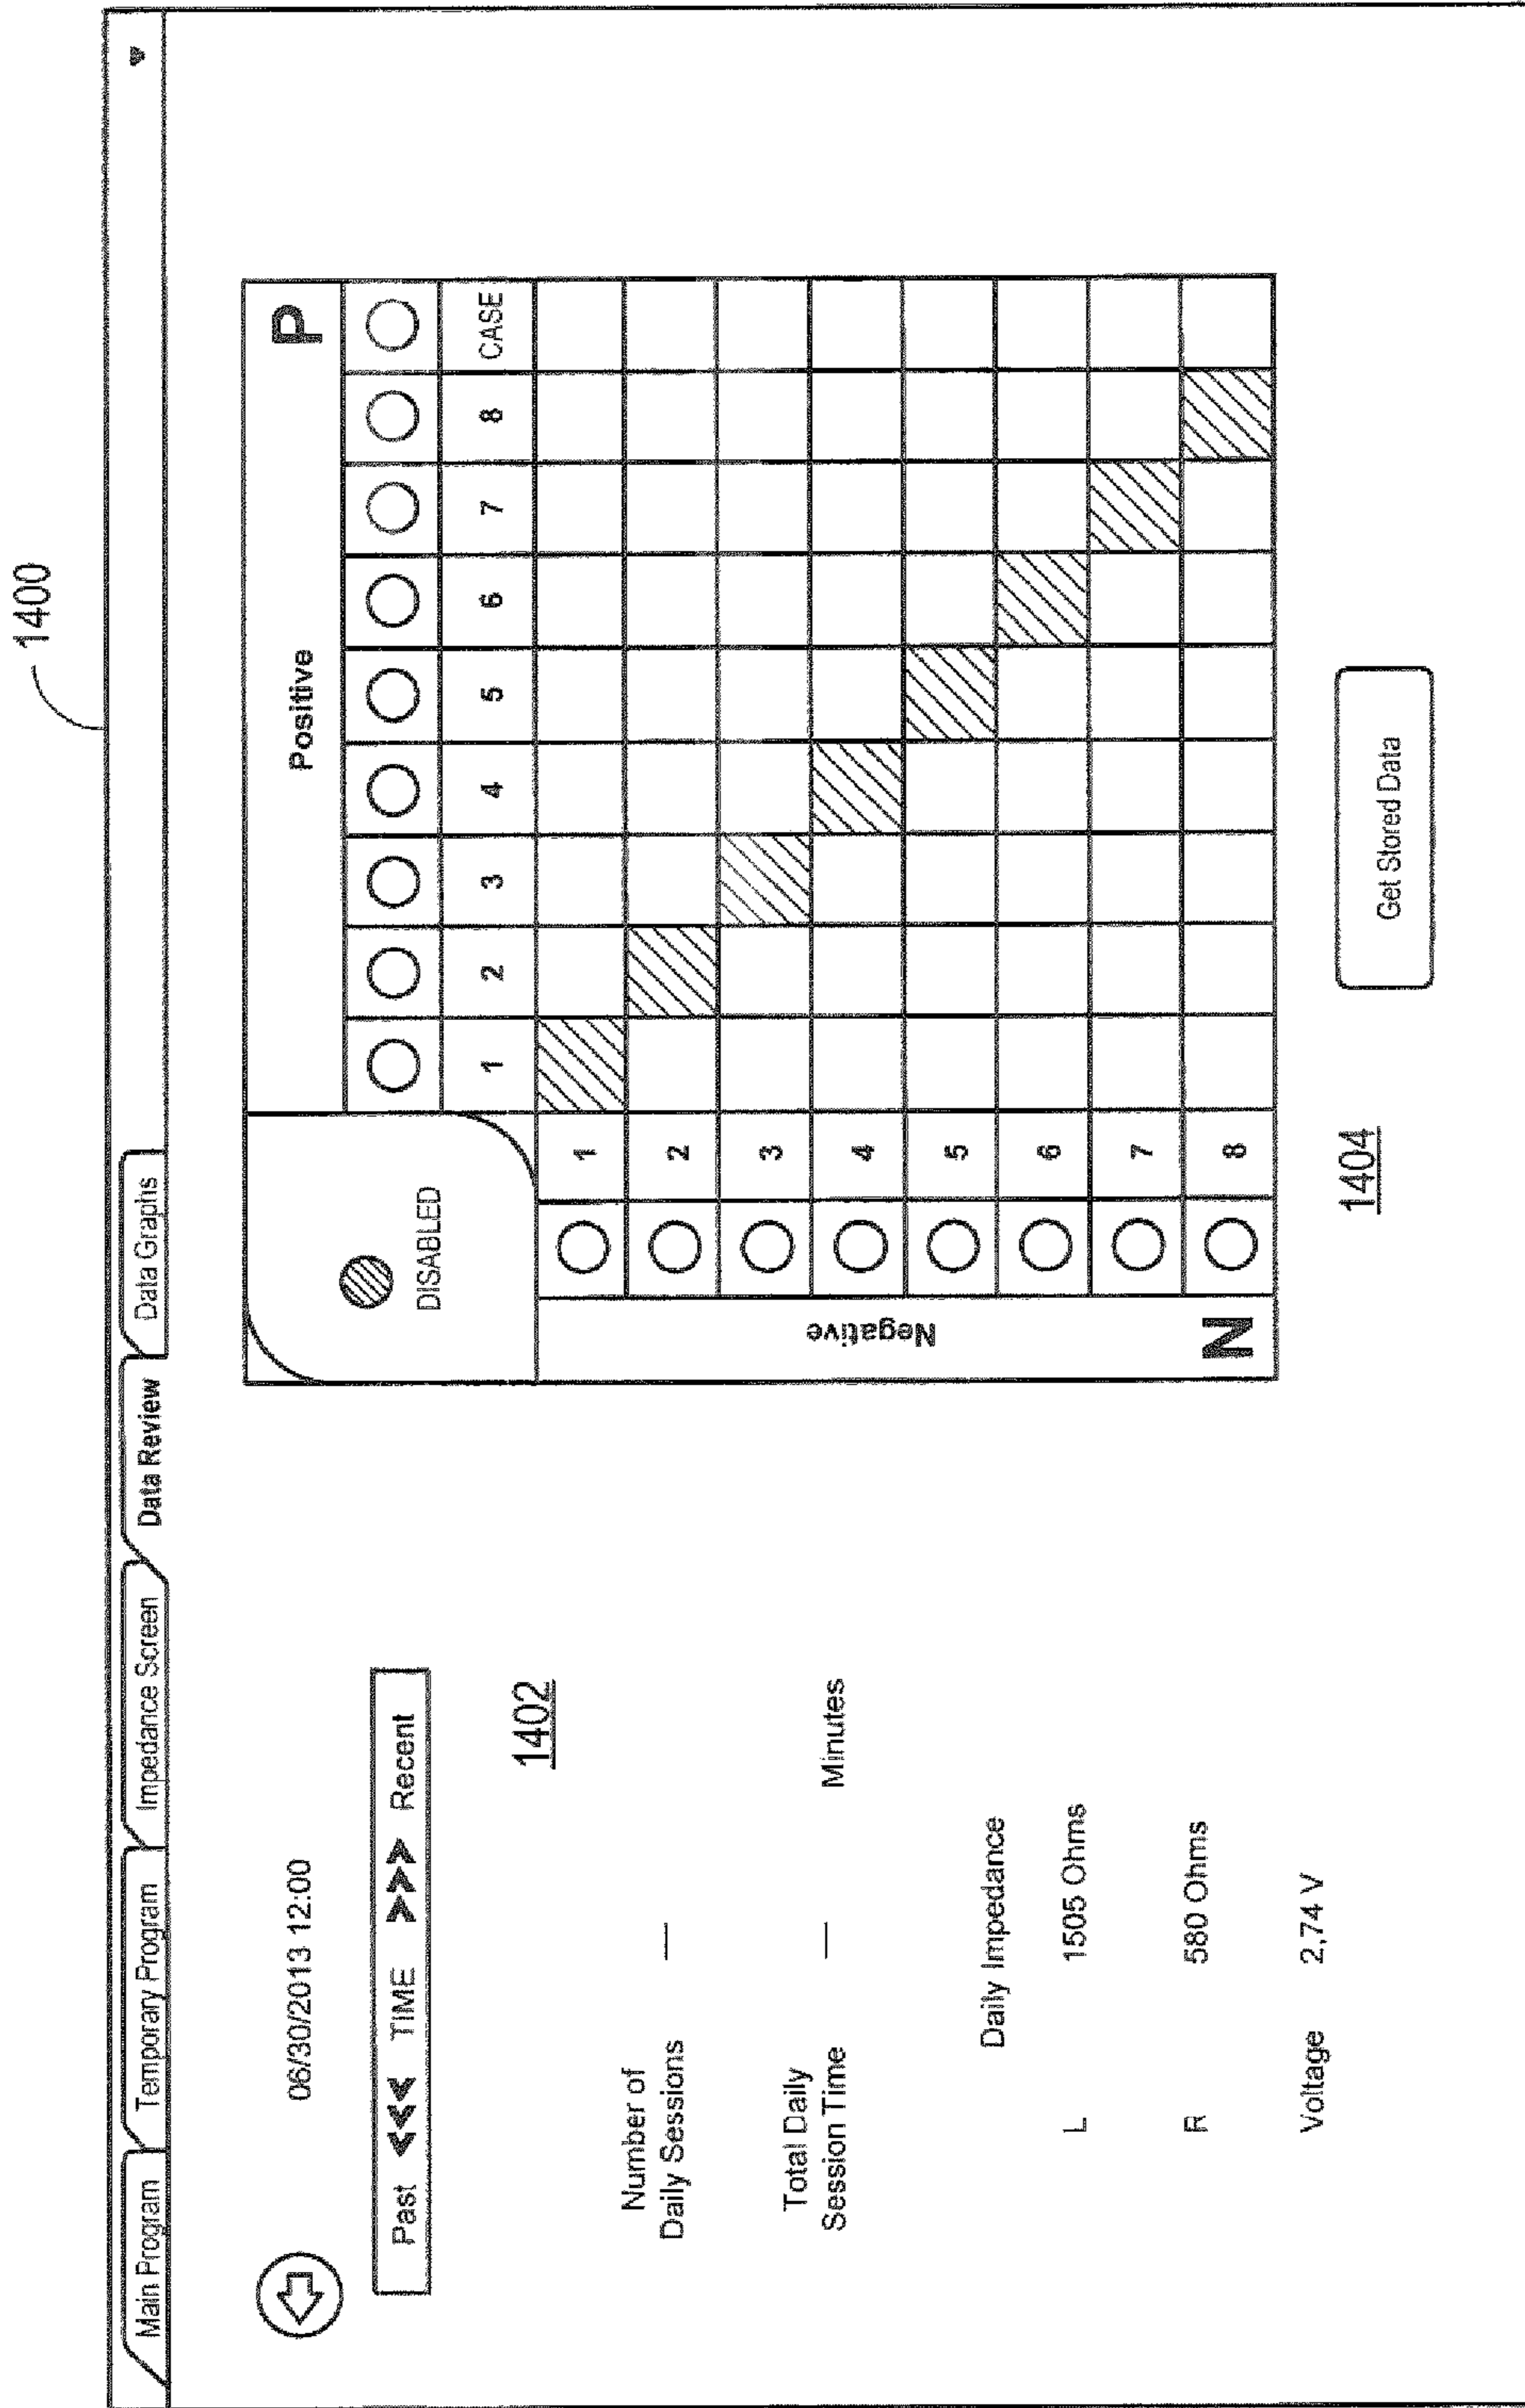 1400
Main Program
Temporary Program
Impedance Screen
Data Review
Data Graphs
06/30/2013 12:00
Past <<< TIME >>> Recent
1402
Number of
Daily Sessions —
Total Daily
Session Time — Minutes
Daily Impedance
L 1505 Ohms
R 580 Ohms
Voltage 2,74 V
DISABLED
Positive P
1 2 3 4 5 6 7 8 CASE
Negative
1
2
3
4
5
6
7
8
N
1404
Get Stored Data